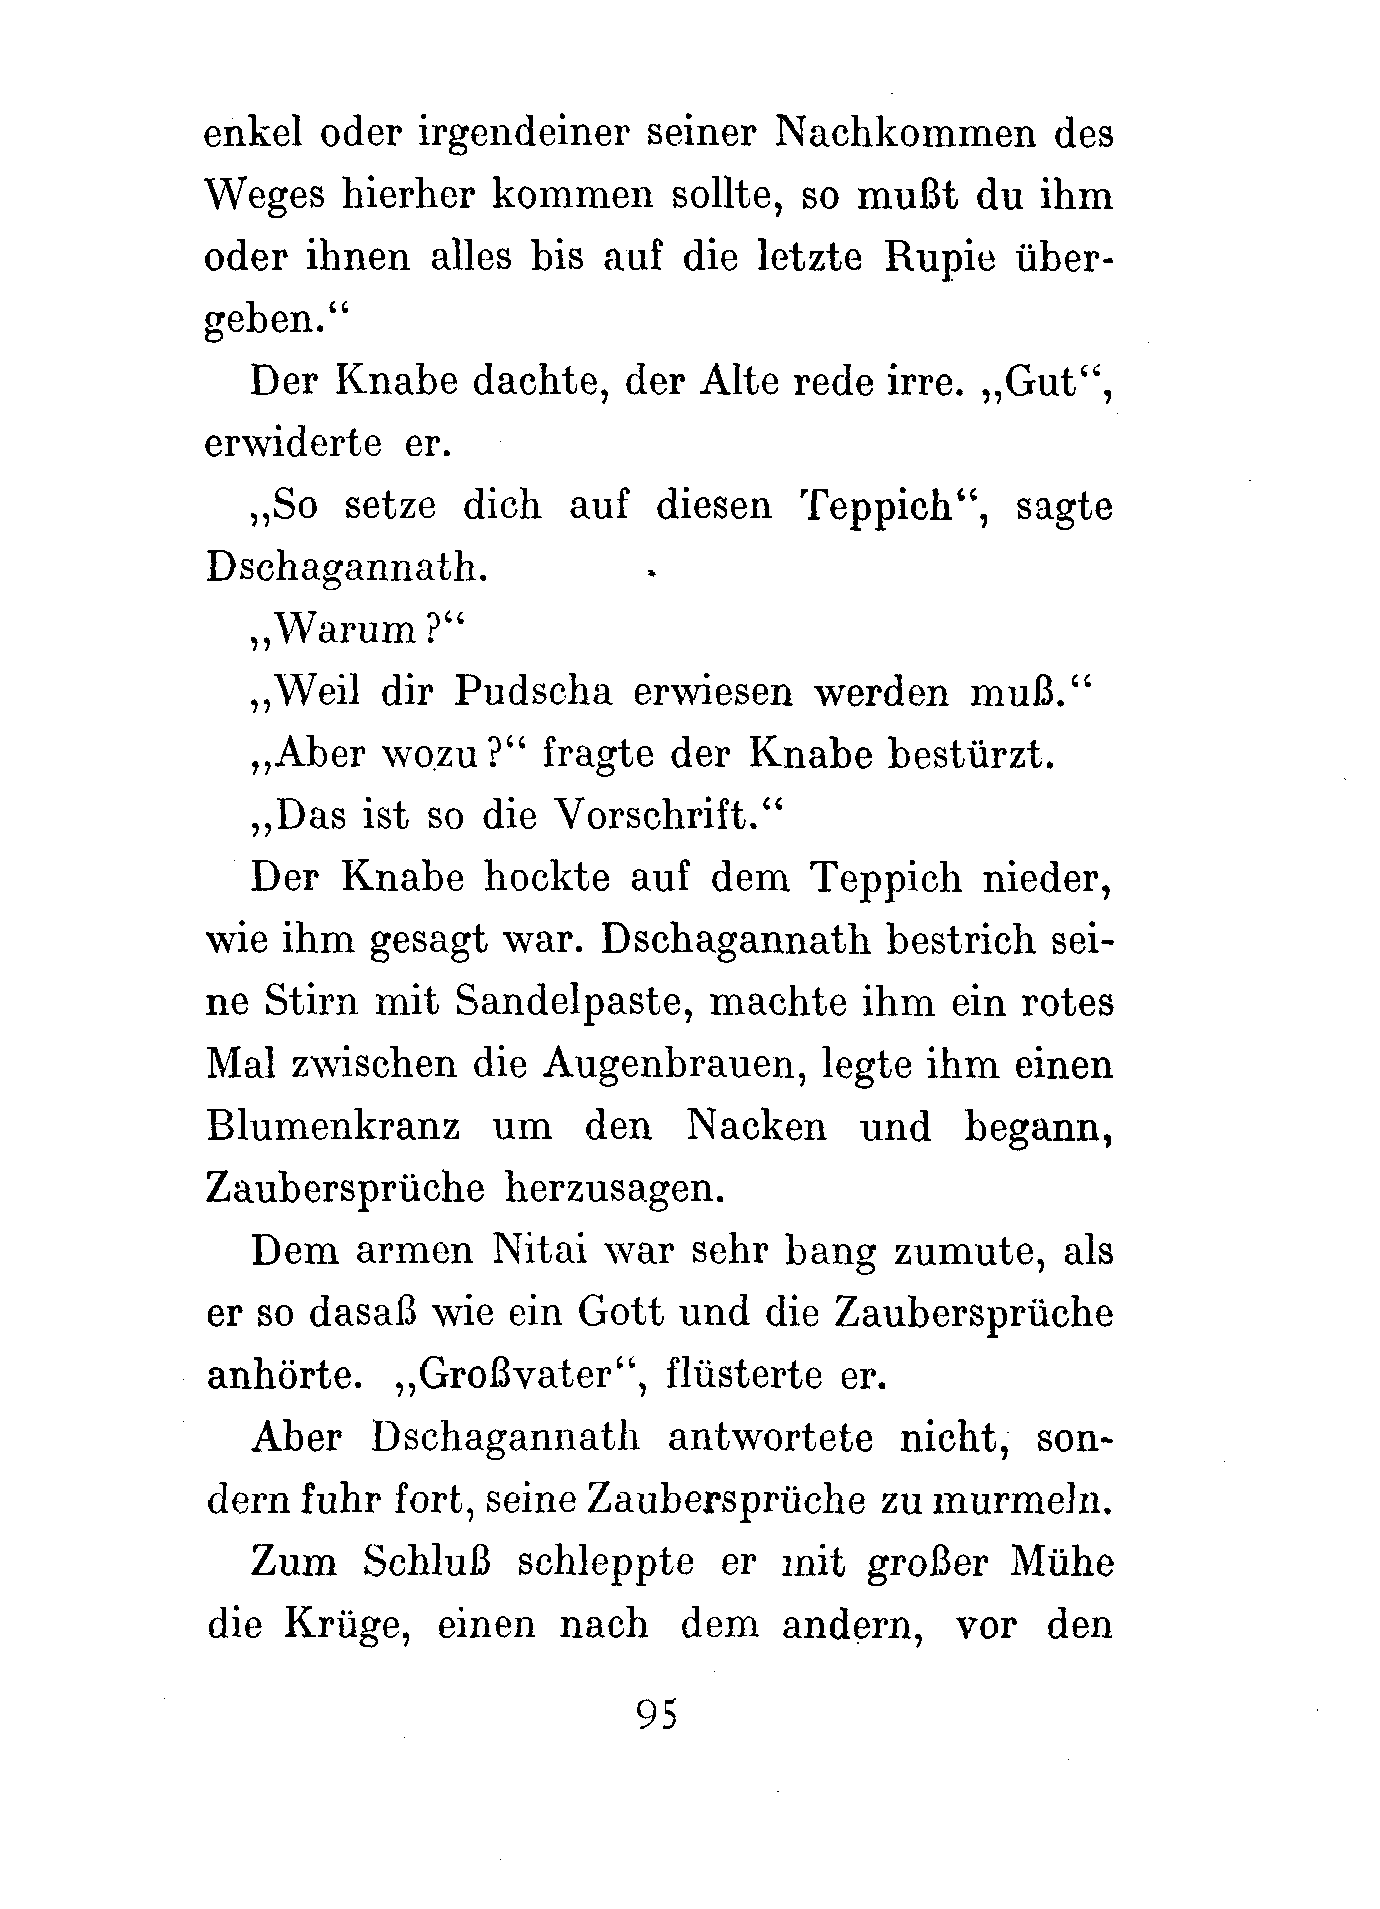 enkel oder irgendeiner seiner Nachkommen des
Weges hierher kommen sollte, so mußt du ihm
oder ihnen alles bis auf die letzte Rupie über-
geben.“
Der Knabe dachte, der Alte rede irre. „Gut“,
erwiderte er.
„So setze dich auf diesen Teppich“, sagte
Dschagannath.
„Warum?“
„Weil dir Pudscha erwiesen werden muß.“
„Aber wozu?“ fragte der Knabe bestürzt.
„Das ist so die Vorschrift.“
Der Knabe hockte auf dem Teppich nieder,
wie ihm gesagt war. Dschagannath bestrich sei-
ne Stirn mit Sandelpaste, machte ihm ein rotes
Mal zwischen die Augenbrauen, legte ihm einen
Blumenkranz um den Nacken und begann,
Zaubersprüche herzusagen.
Dem armen Nitai war sehr bang zumute, als
er so dasaß wie ein Gott und die Zaubersprüche
anhörte. „Großvater“, flüsterte er.
Aber Dschagannath antwortete nicht, son-
dern fuhr fort, seine Zaubersprüche zu murmeln.
Zum Schluß schleppte er mit großer Mühe
die Krüge, einen nach dem andern, vor den
95